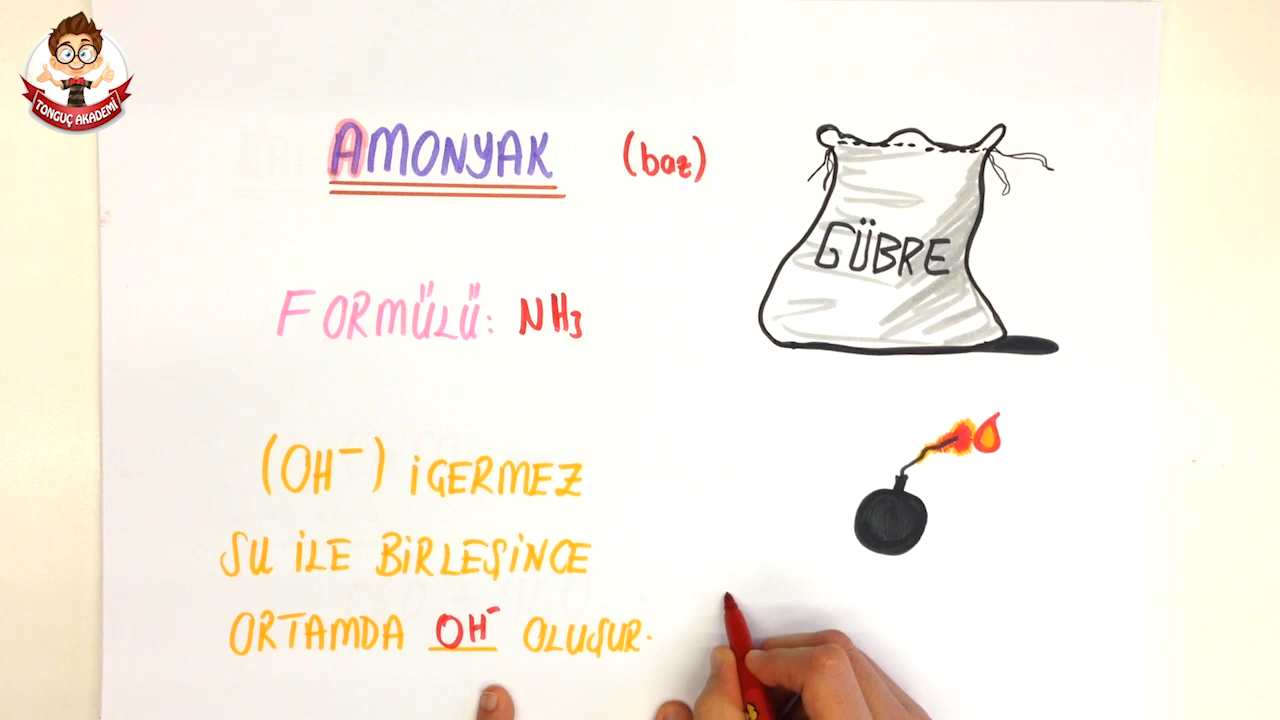 TONGUÇ AKADEMİ
AMONYAK (baz)
GÜBRE
FORMÜLÜ: NH₃
(OH⁻) İÇERMEZ
SU İLE BİRLEŞİNCE
ORTAMDA OH⁻ OLUŞUR.